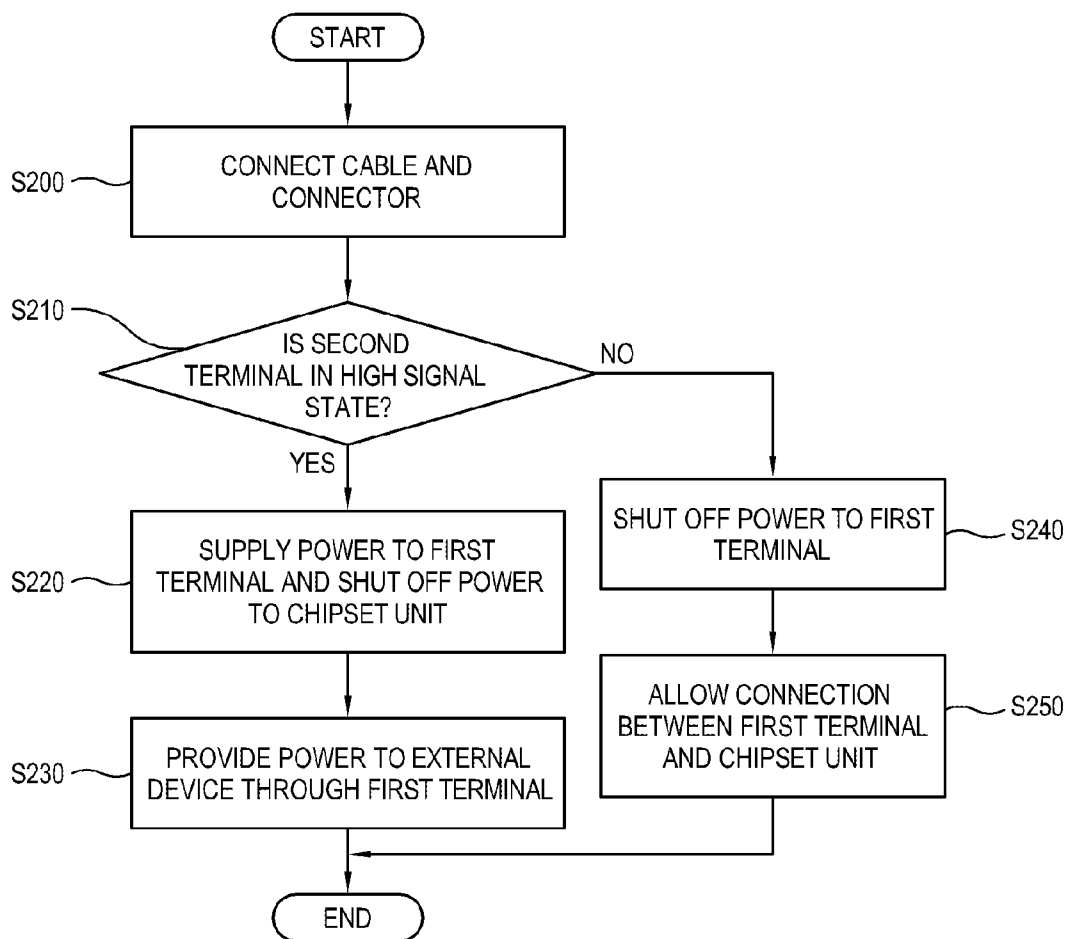 START
S200
CONNECT CABLE AND
CONNECTOR
S210
IS SECOND
TERMINAL IN HIGH SIGNAL
STATE?
NO
YES
S220
SUPPLY POWER TO FIRST
TERMINAL AND SHUT OFF POWER
TO CHIPSET UNIT
SHUT OFF POWER TO FIRST
TERMINAL
S240
S230
PROVIDE POWER TO EXTERNAL
DEVICE THROUGH FIRST TERMINAL
ALLOW CONNECTION
BETWEEN FIRST TERMINAL
AND CHIPSET UNIT
S250
END